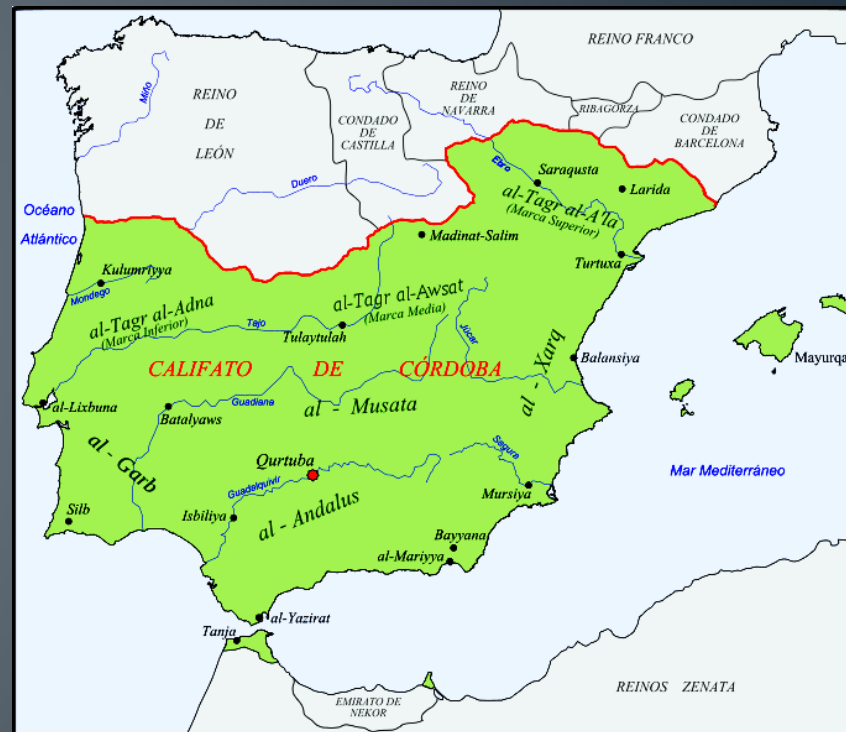 REINO FRANCO
REINO
DE
LEÓN
CONDADO
DE
CASTILLA
REINO
DE
NAVARRA
RIBAGORZA
CONDADO
DE
BARCELONA
Miño
Duero
Ebro
Océano
Atlántico
Saraqusta
Larida
al-Tagr al-A'la
(Marca Superior)
Madinat-Salim
Turtuxa
Kulumriyya
Mondego
al-Tagr al-Adna
(Marca Inferior)
al-Tagr al-Awsat
(Marca Media)
Tajo
Tulaytulah
Júcar
al - Xarq
Balansiya
Mayurqa
CALIFATO DE CÓRDOBA
al-Lixbuna
Batalyaws
Guadiana
al - Musata
al - Garb
Qurtuba
Segura
Mar Mediterráneo
Guadalquivir
Mursiya
Silb
Isbiliya
al - Andalus
Bayyana
al-Mariyya
al-Yazirat
Tanja
EMIRATO DE
NEKOR
REINOS ZENATA